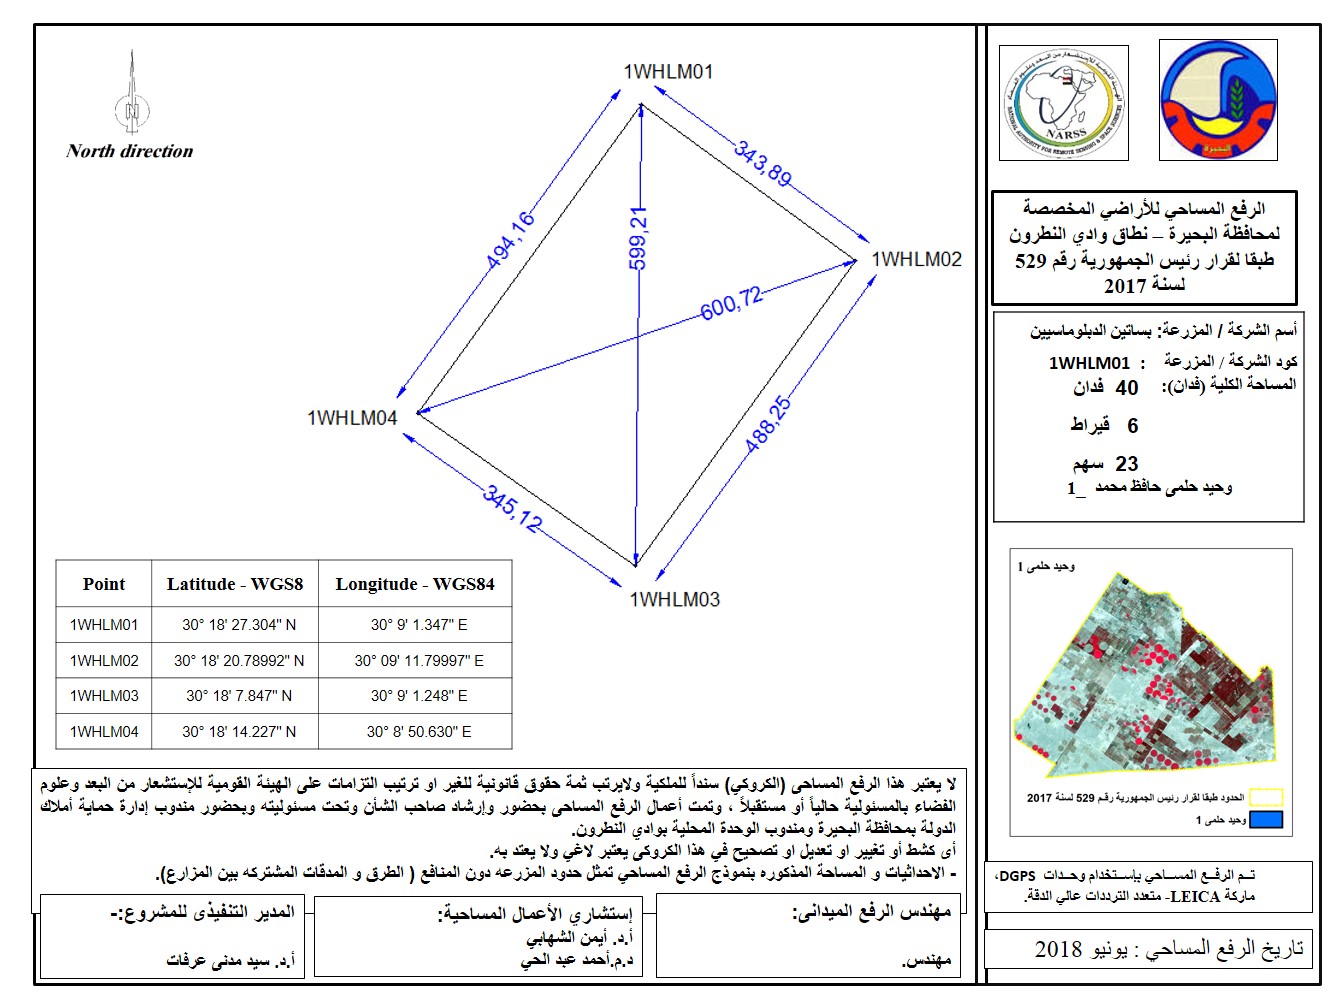 North direction
1WHLM01
343,89
494,16
599,21
1WHLM02
600,72
1WHLM04
488,25
345,12
1WHLM03
Point Latitude - WGS8 Longitude - WGS84
1WHLM01 30° 18' 27.304" N 30° 9' 1.347" E
1WHLM02 30° 18' 20.78992" N 30° 09' 11.79997" E
1WHLM03 30° 18' 7.847" N 30° 9' 1.248" E
1WHLM04 30° 18' 14.227" N 30° 8' 50.630" E
NARSS
NATIONAL AUTHORITY FOR REMOTE SENSING & SPACE SCIENCES
البحيرة
الرفع المساحي للأراضي المخصصة
لمحافظة البحيرة – نطاق وادي النطرون
طبقا لقرار رئيس الجمهورية رقم 529
لسنة 2017
أسم الشركة / المزرعة: بساتين الدبلوماسيين
كود الشركة / المزرعة : 1WHLM01
المساحة الكلية (فدان): 40 فدان
6 قيراط
23 سهم
وحيد حلمى حافظ محمد _1
وحيد حلمى 1
الحدود طبقا لقرار رئيس الجمهورية رقم 529 لسنة 2017
وحيد حلمى 1
تم الرفع المساحي بإستخدام وحدات DGPS،
ماركة LEICA- متعدد الترددات عالي الدقة.
تاريخ الرفع المساحي : يونيو 2018
لا يعتبر هذا الرفع المساحى (الكروكي) سنداً للملكية ولايرتب ثمة حقوق قانونية للغير او ترتيب التزامات على الهيئة القومية للإستشعار من البعد وعلوم
الفضاء بالمسئولية حالياً أو مستقبلاً ، وتمت أعمال الرفع المساحى بحضور وإرشاد صاحب الشأن وتحت مسئوليته وبحضور مندوب إدارة حماية أملاك
الدولة بمحافظة البحيرة ومندوب الوحدة المحلية بوادي النطرون.
أى كشط أو تغيير او تعديل او تصحيح في هذا الكروكى يعتبر لاغي ولا يعتد به.
- الاحداثيات و المساحة المذكوره بنموذج الرفع المساحي تمثل حدود المزرعه دون المنافع ( الطرق و المدقات المشتركه بين المزارع).
مهندس الرفع الميدانى:
مهندس.
إستشاري الأعمال المساحية:
أ.د. أيمن الشهابي
د.م.أحمد عبد الحي
المدير التنفيذى للمشروع:-
أ.د. سيد مدنى عرفات